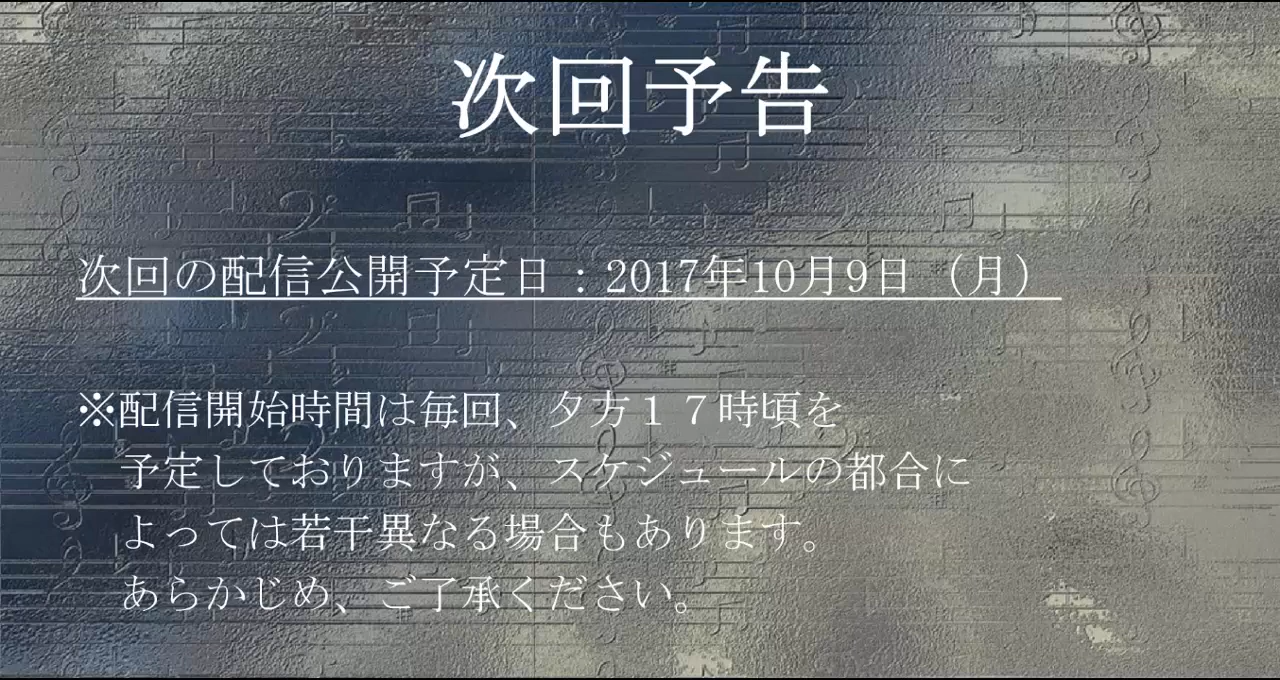 次回予告
次回の配信公開予定日：2017年10月9日（月）
※配信開始時間は毎回、夕方１７時頃を
予定しておりますが、スケジュールの都合に
よっては若干異なる場合もあります。
あらかじめ、ご了承ください。